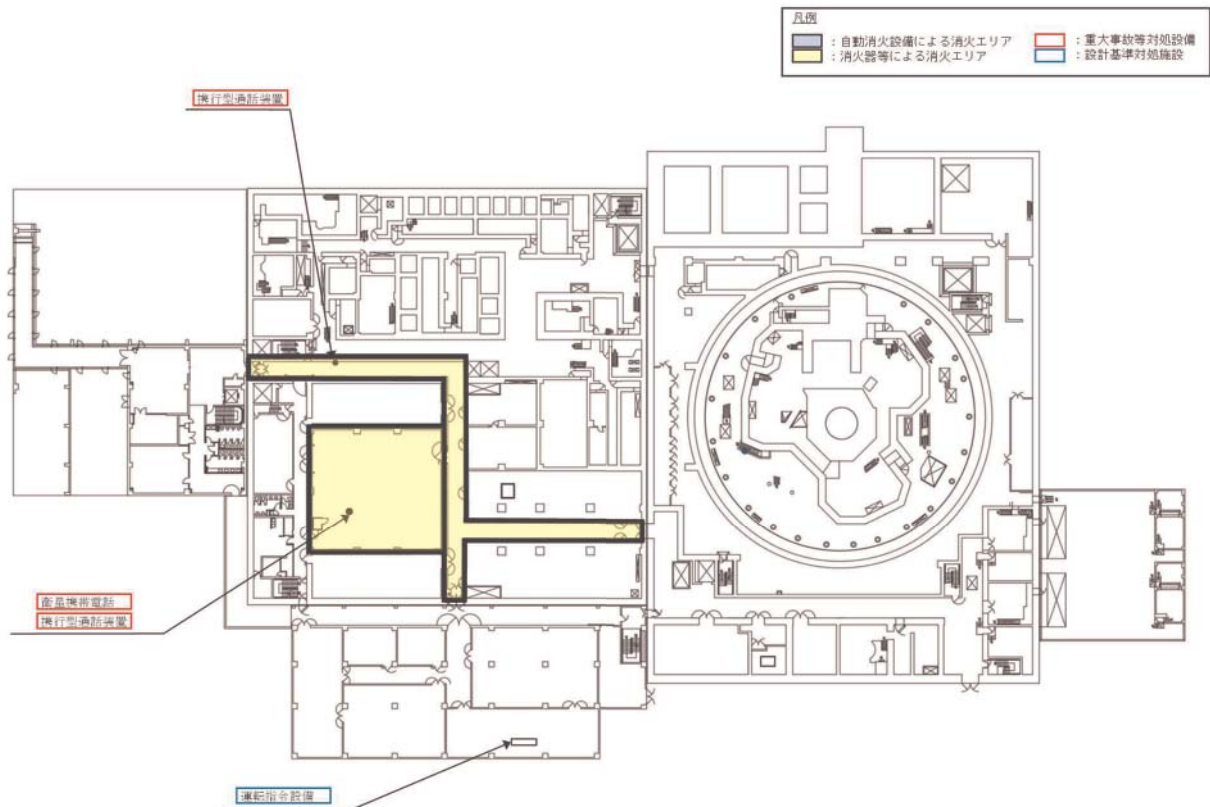 凡例
：自動消火設備による消火エリア
：消火器等による消火エリア
：重大事故等対処設備
：設計基準対処施設
携行型通話装置
衛星携帯電話
携行型通話装置
運転指令設備